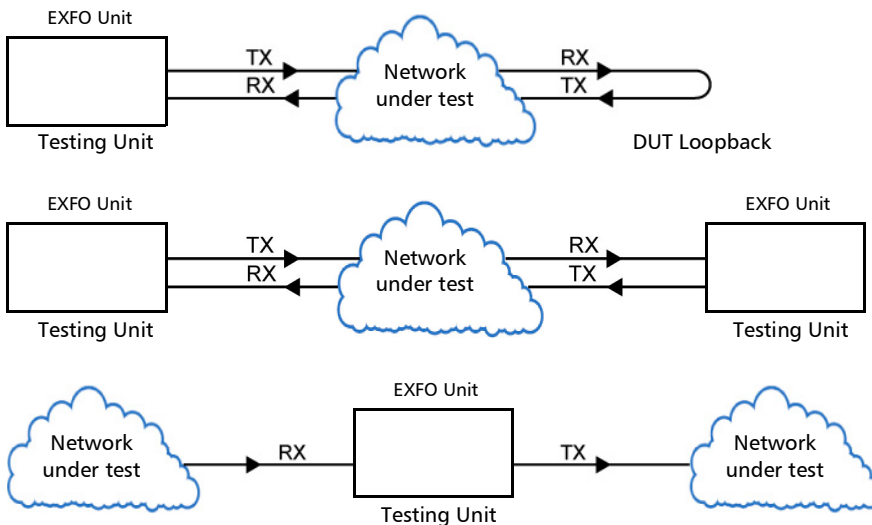 EXFO Unit
TX
RX
Network
under test
RX
TX
Testing Unit
DUT Loopback
EXFO Unit
EXFO Unit
TX
RX
Network
under test
RX
TX
Testing Unit
Testing Unit
EXFO Unit
Network
under test
RX
TX
Network
under test
Testing Unit